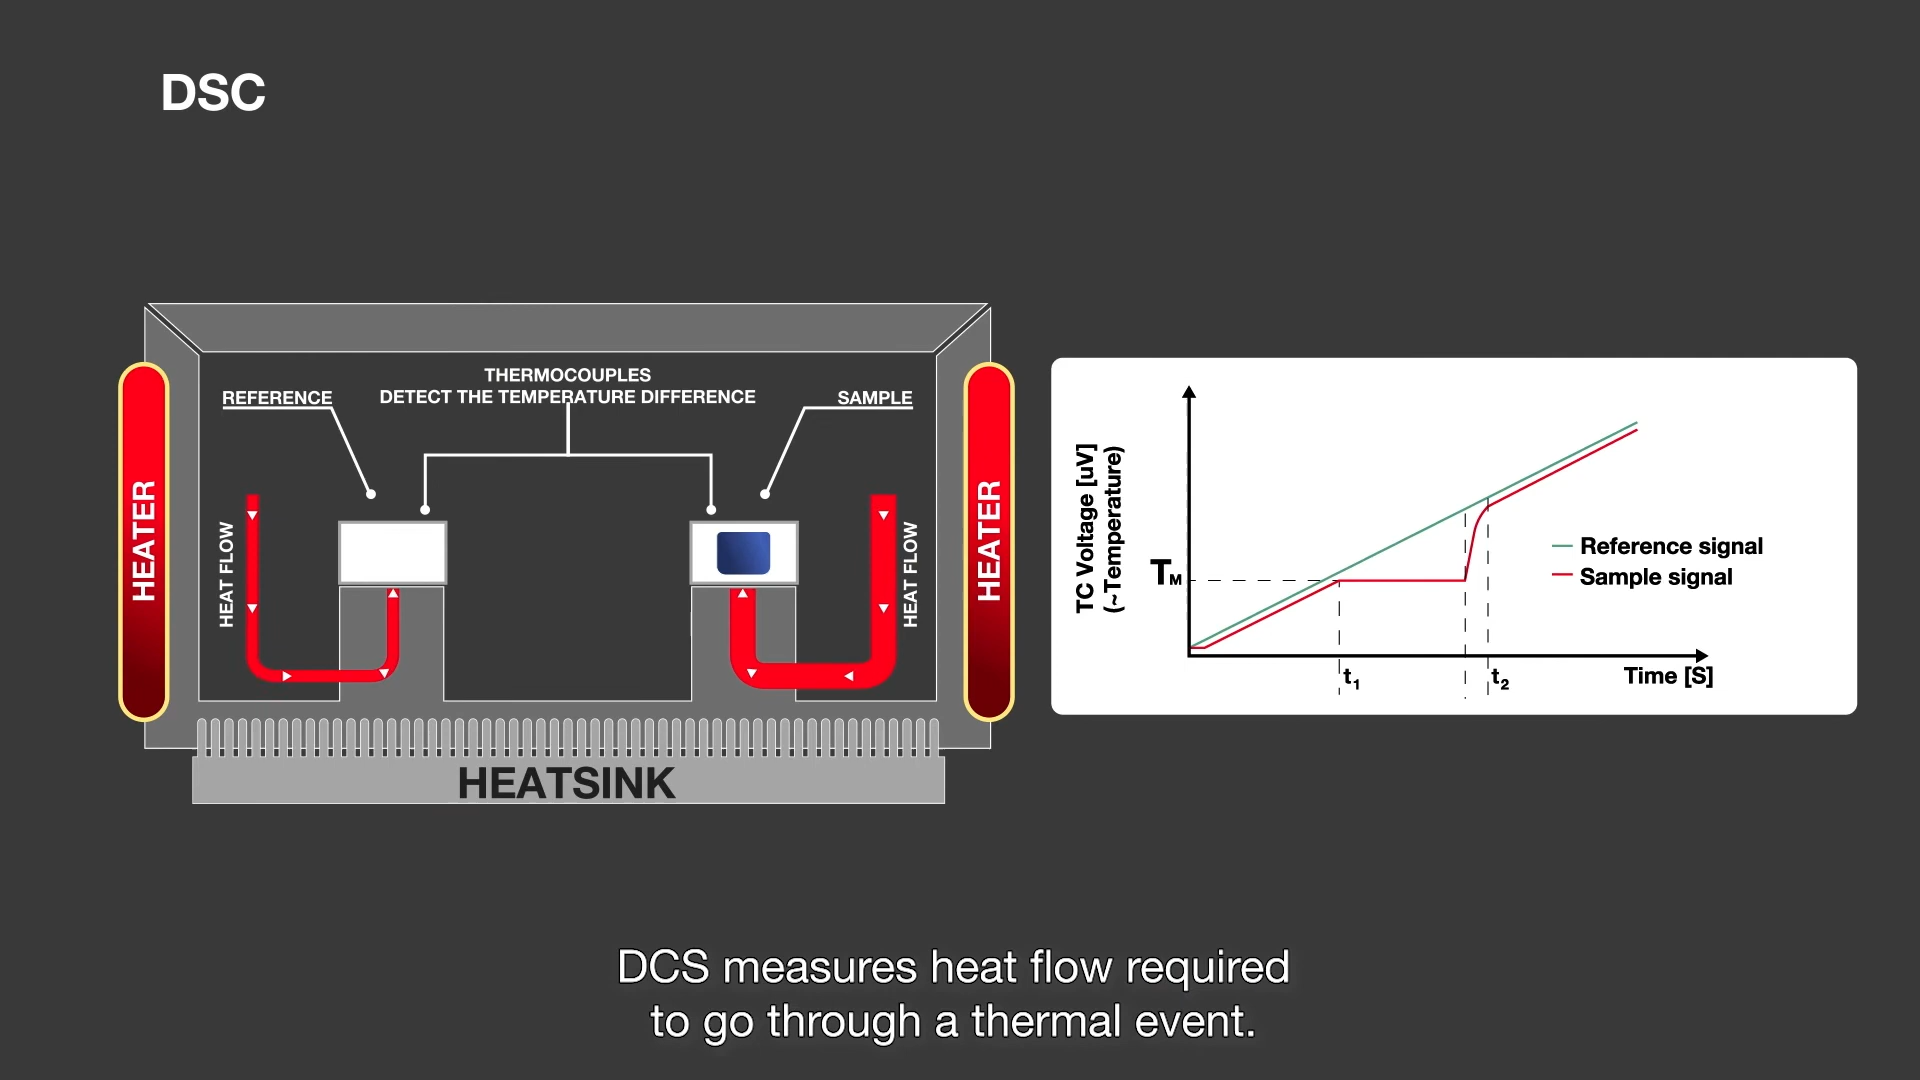 DSC
THERMOCOUPLES
DETECT THE TEMPERATURE DIFFERENCE
REFERENCE
SAMPLE
HEATER
HEAT FLOW
HEAT FLOW
HEATER
HEATSINK
TC Voltage [uV]
(~Temperature)
TM
Reference signal
Sample signal
t1
t2
Time [S]
DCS measures heat flow required
to go through a thermal event.